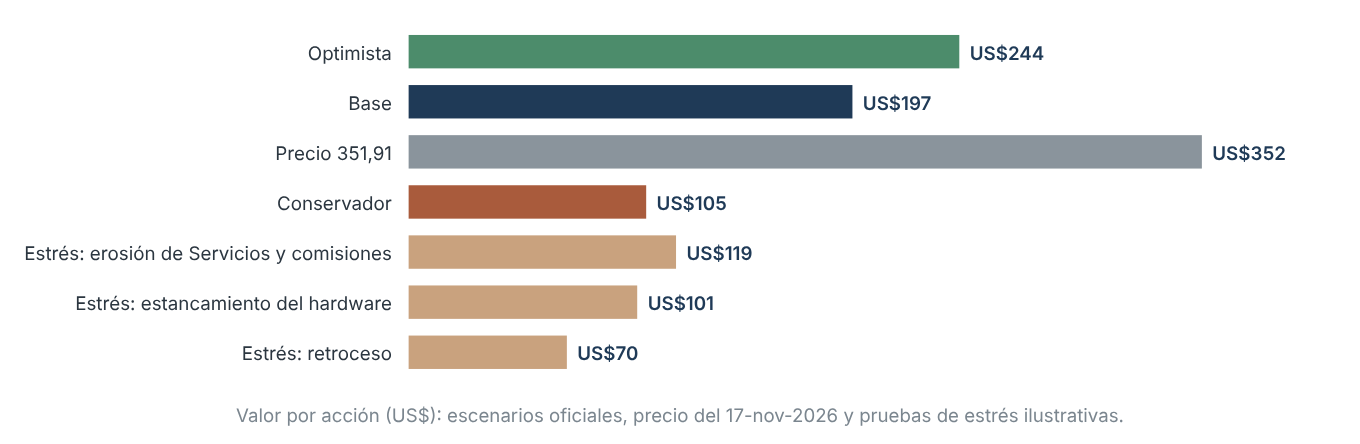 Optimista US$244
Base US$197
Precio 351,91 US$352
Conservador US$105
Estrés: erosión de Servicios y comisiones US$119
Estrés: estancamiento del hardware US$101
Estrés: retroceso US$70
Valor por acción (US$): escenarios oficiales, precio del 17-nov-2026 y pruebas de estrés ilustrativas.